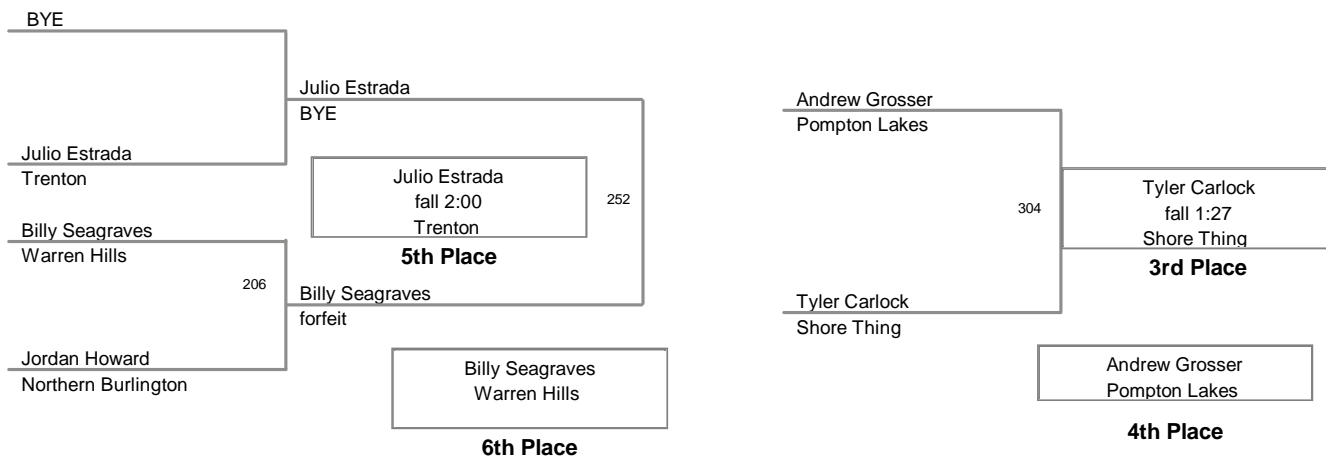 BYE
Julio Estrada
BYE
Julio Estrada
Trenton
Julio Estrada
fall 2:00
Trenton
5th Place
252
Billy Seagraves
Warren Hills
206
Billy Seagraves
forfeit
Jordan Howard
Northern Burlington
Billy Seagraves
Warren Hills
6th Place
Andrew Grosser
Pompton Lakes
304
Tyler Carlock
fall 1:27
Shore Thing
3rd Place
Tyler Carlock
Shore Thing
Andrew Grosser
Pompton Lakes
4th Place